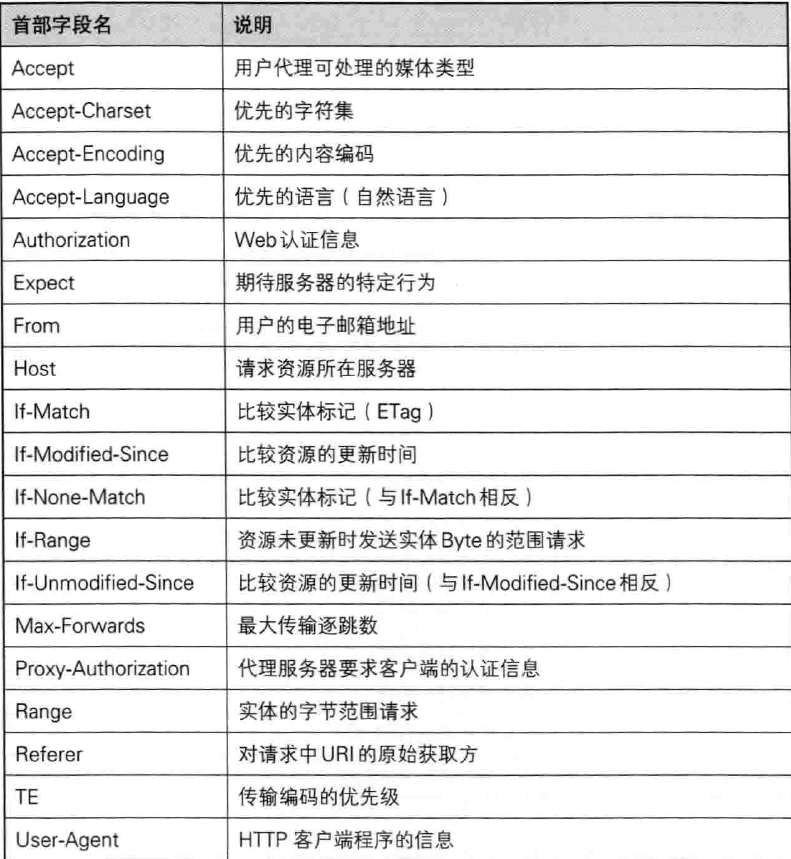 首部字段名 说明
Accept 用户代理可处理的媒体类型
Accept-Charset 优先的字符集
Accept-Encoding 优先的内容编码
Accept-Language 优先的语言（自然语言）
Authorization Web认证信息
Expect 期待服务器的特定行为
From 用户的电子邮箱地址
Host 请求资源所在服务器
If-Match 比较实体标记（ETag）
If-Modified-Since 比较资源的更新时间
If-None-Match 比较实体标记（与If-Match相反）
If-Range 资源未更新时发送实体Byte的范围请求
If-Unmodified-Since 比较资源的更新时间（与If-Modified-Since相反）
Max-Forwards 最大传输逐跳数
Proxy-Authorization 代理服务器要求客户端的认证信息
Range 实体的字节范围请求
Referer 对请求中URI的原始获取方
TE 传输编码的优先级
User-Agent HTTP 客户端程序的信息